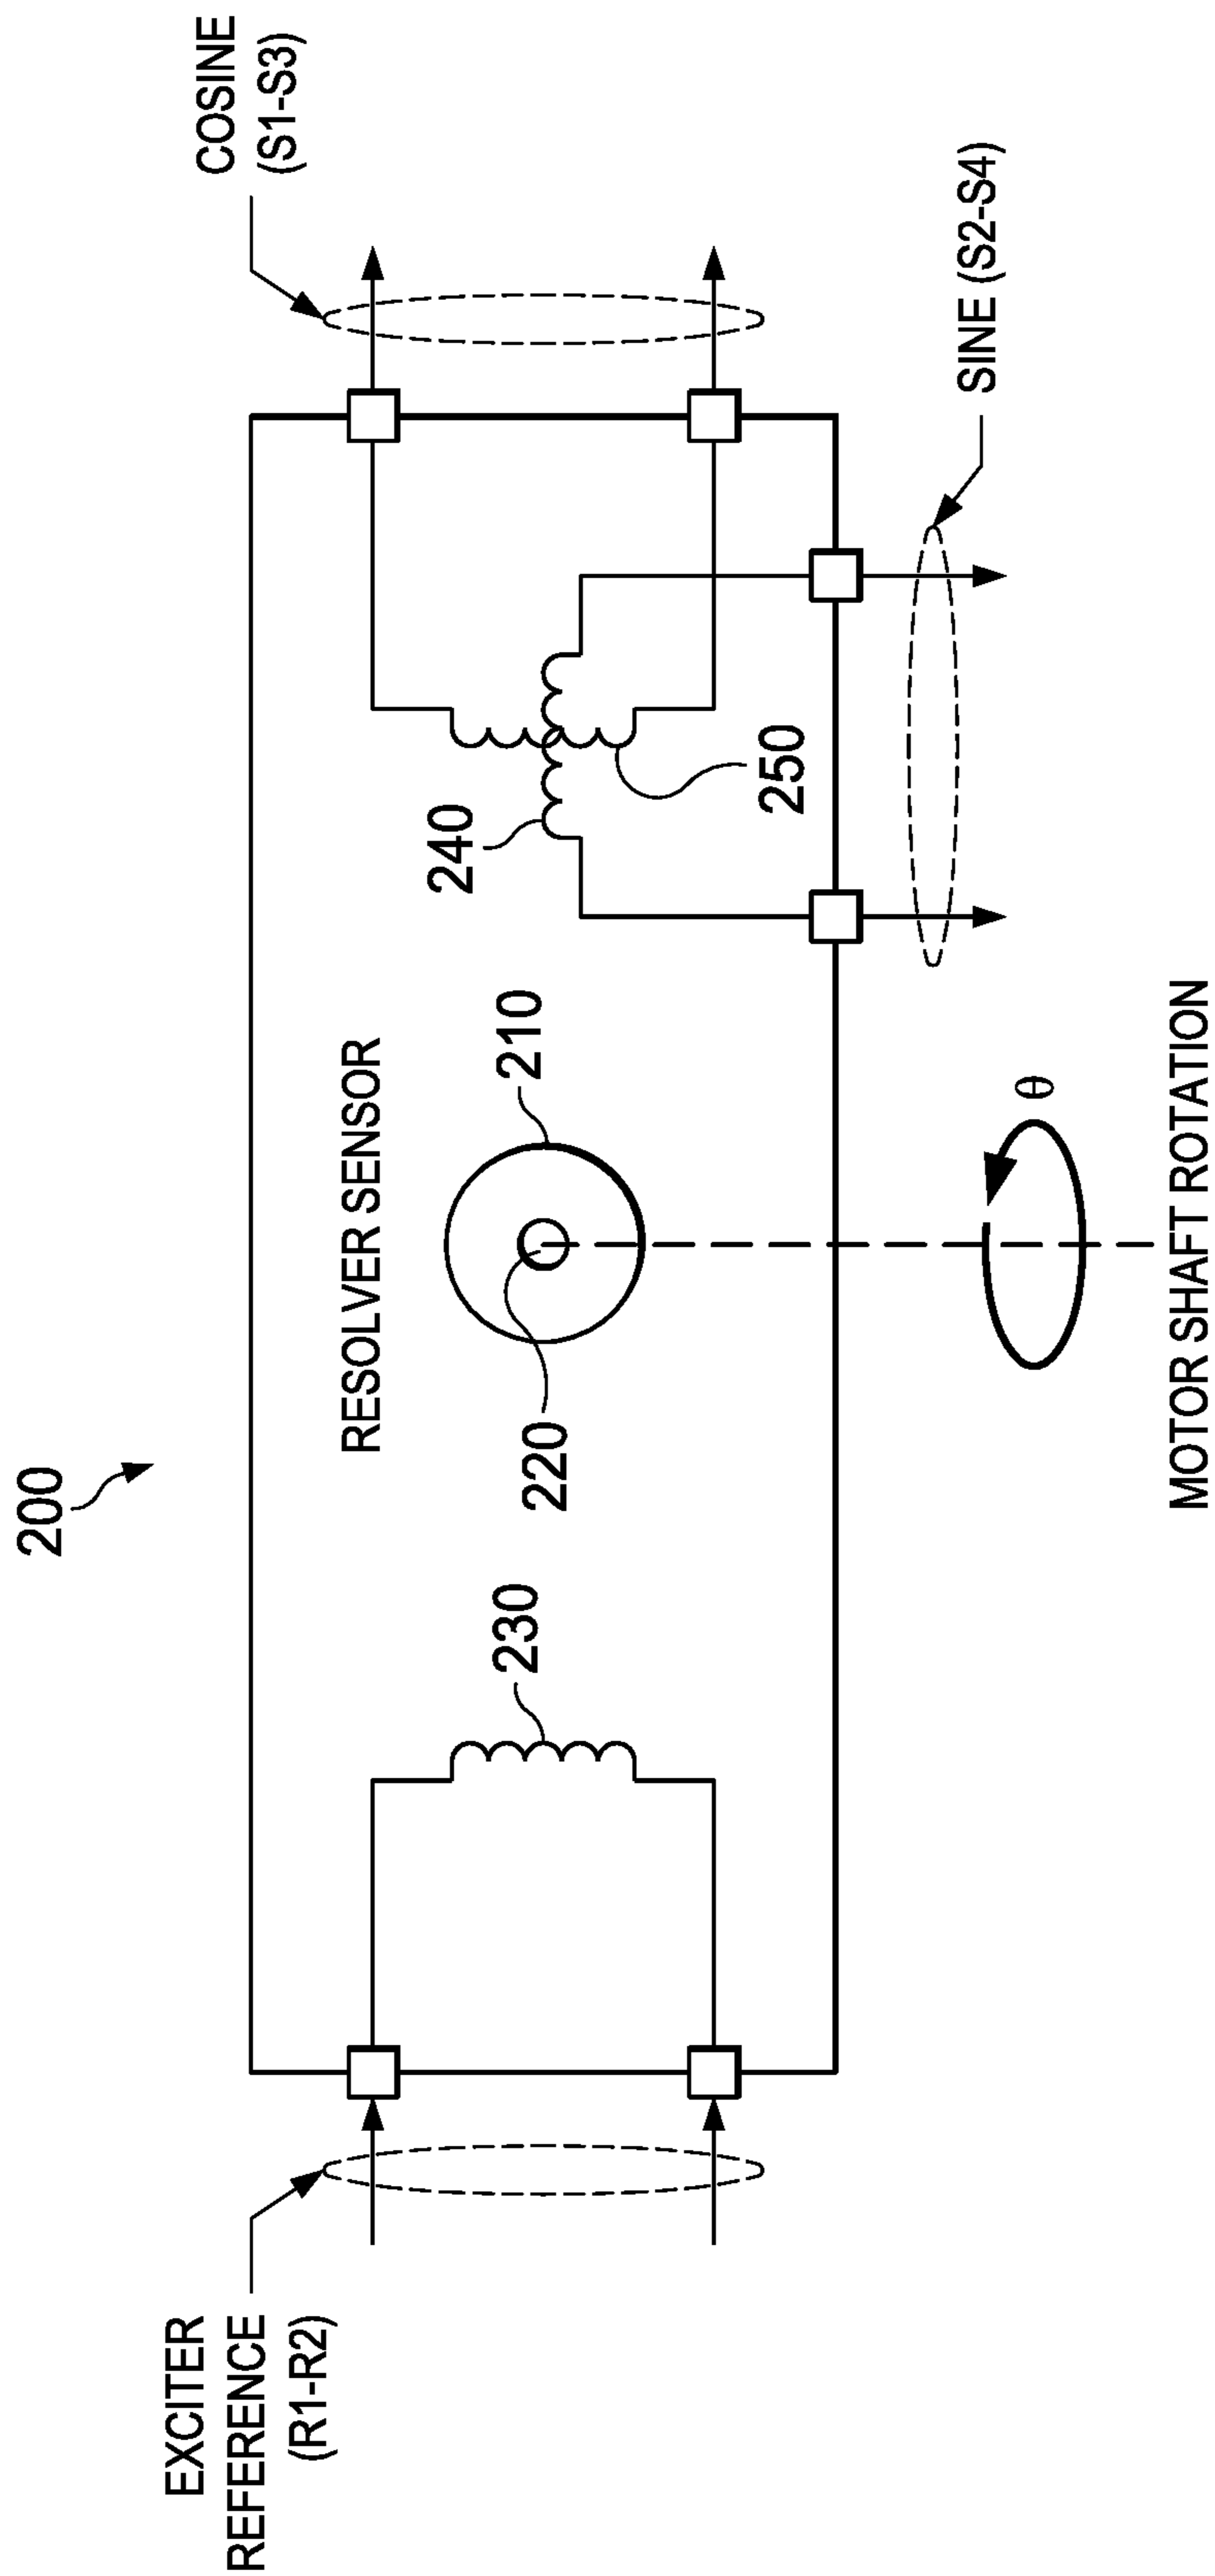 200
EXCITER
REFERENCE
(R1-R2)
COSINE
(S1-S3)
RESOLVER SENSOR
230
220
210
240
250
SINE (S2-S4)
θ
MOTOR SHAFT ROTATION